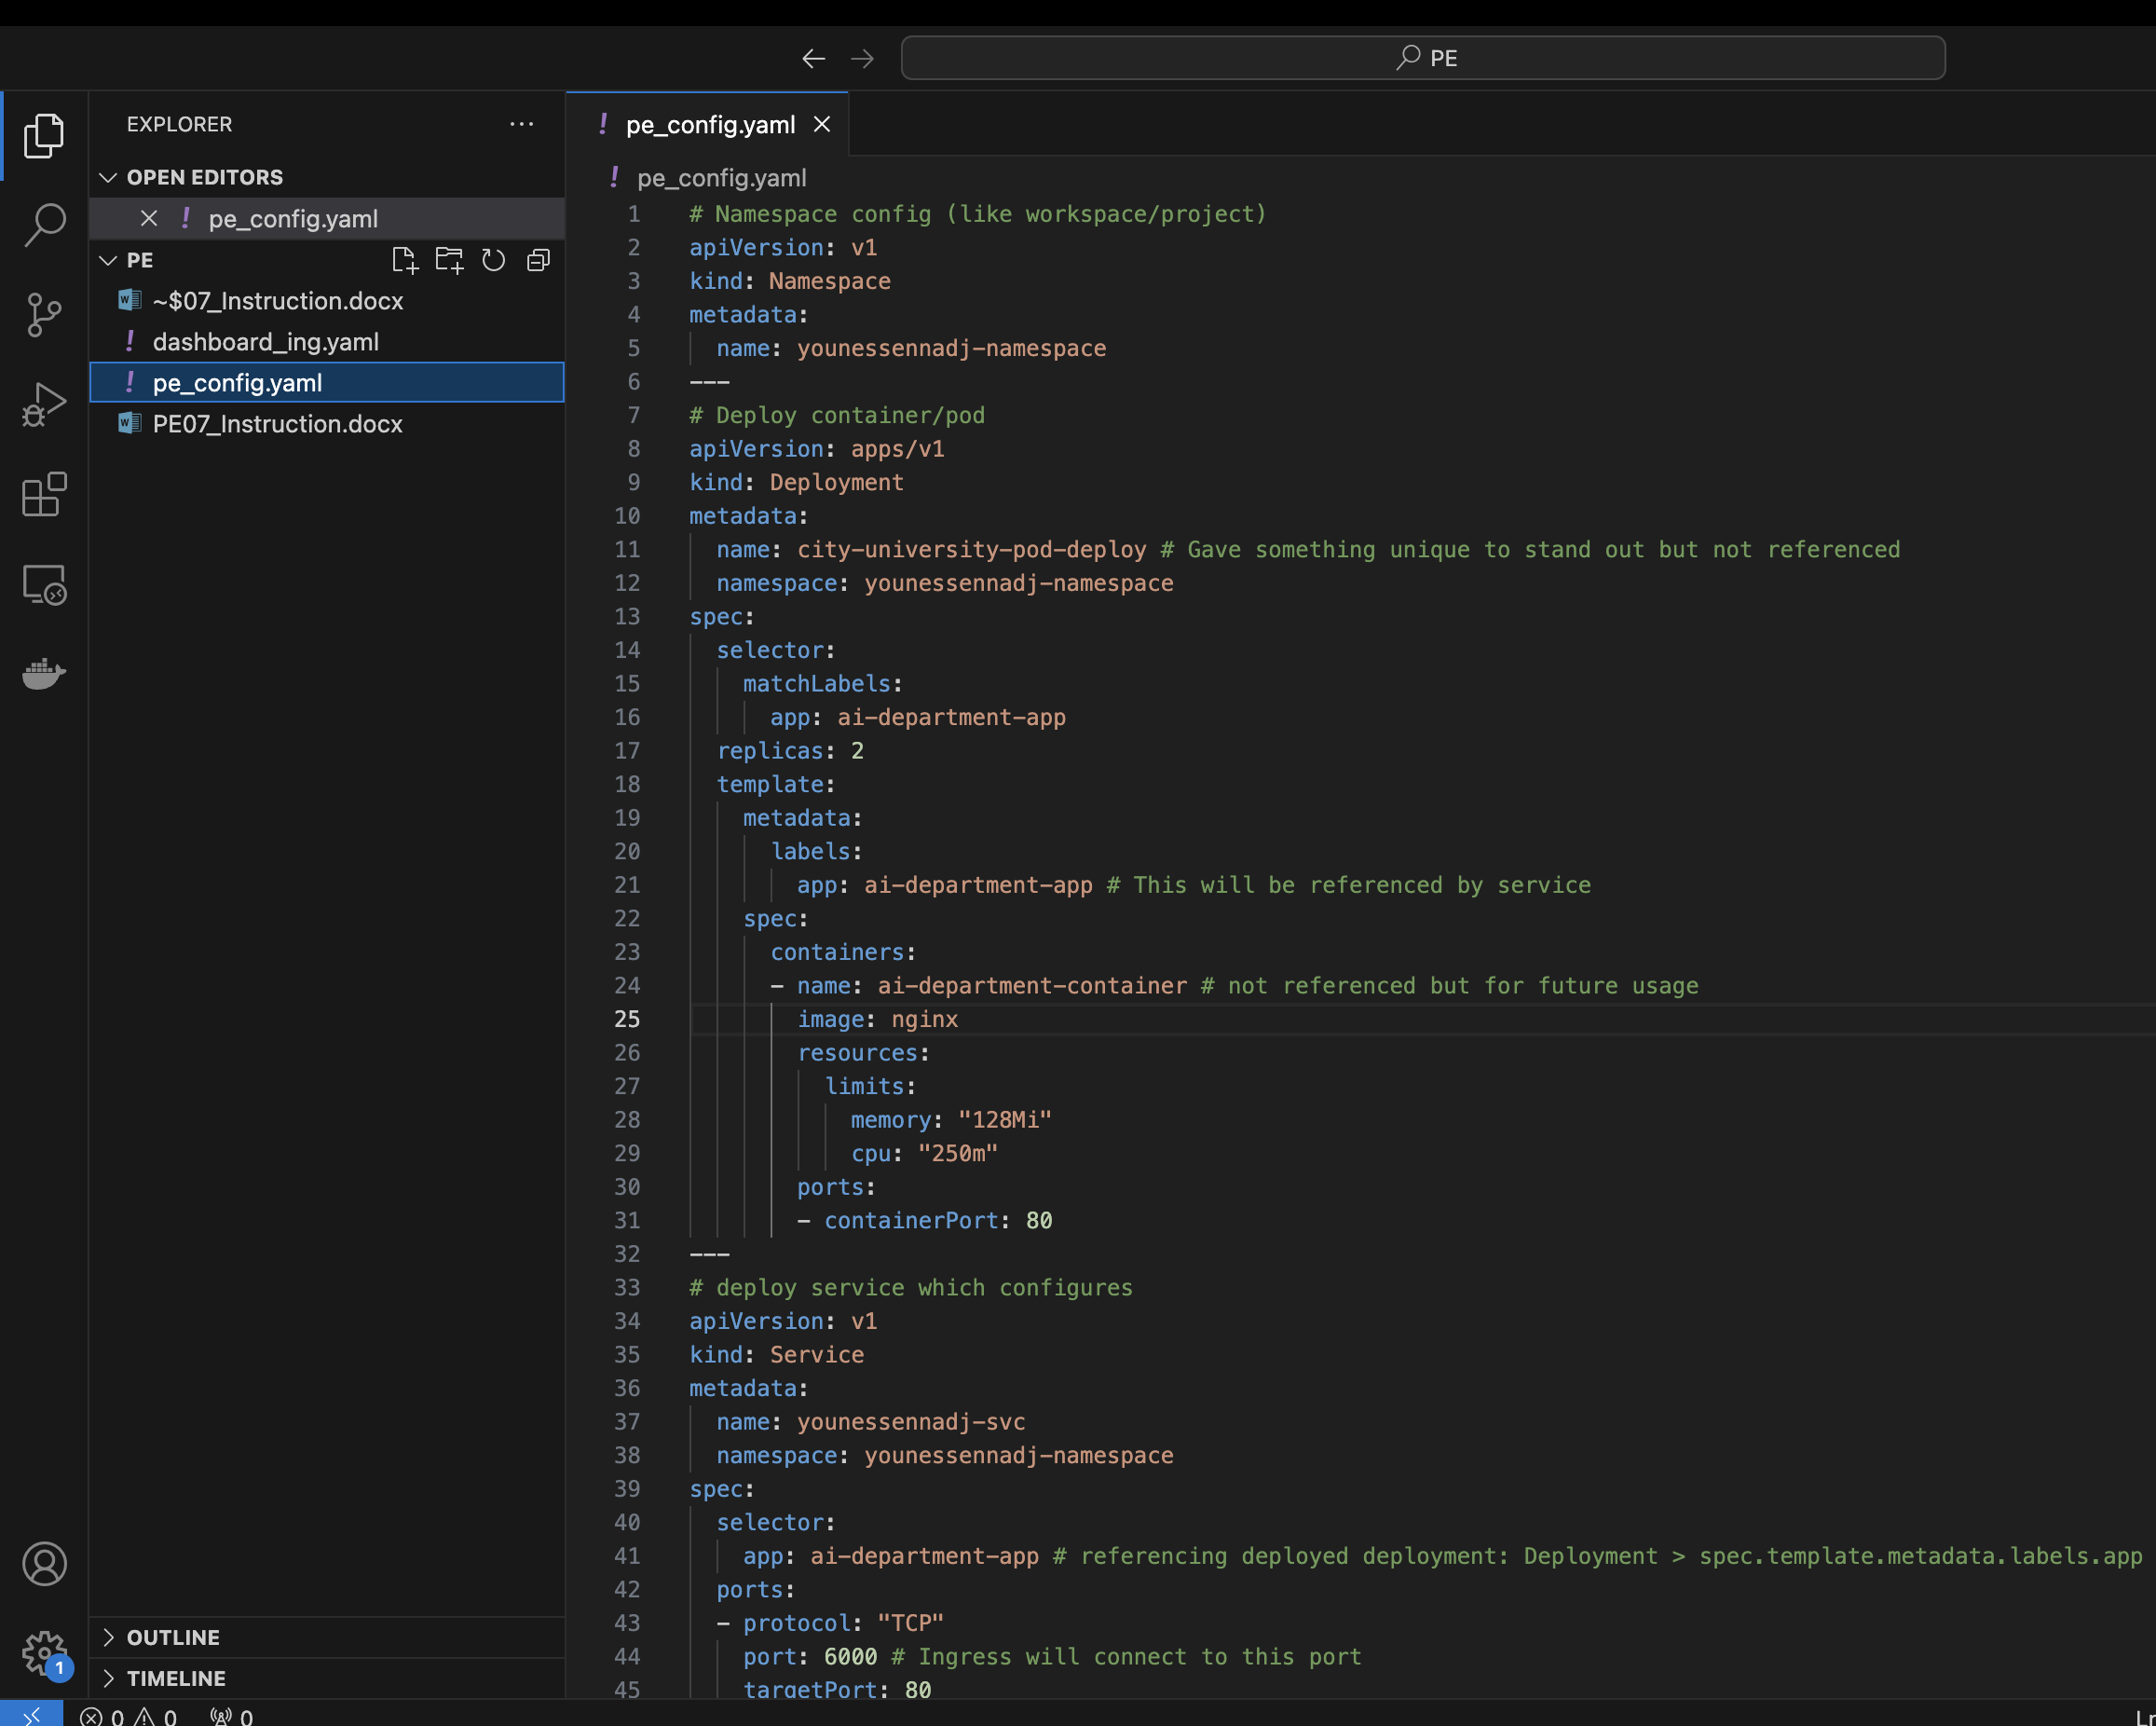 PE
EXPLORER
OPEN EDITORS
pe_config.yaml
PE
~$07_Instruction.docx
dashboard_ing.yaml
pe_config.yaml
PE07_Instruction.docx
OUTLINE
TIMELINE
1
0 0 0
! pe_config.yaml
! pe_config.yaml
1 # Namespace config (like workspace/project)
2 apiVersion: v1
3 kind: Namespace
4 metadata:
5   name: younessennadj-namespace
6 ---
7 # Deploy container/pod
8 apiVersion: apps/v1
9 kind: Deployment
10 metadata:
11   name: city-university-pod-deploy # Gave something unique to stand out but not referenced
12   namespace: younessennadj-namespace
13 spec:
14   selector:
15     matchLabels:
16       app: ai-department-app
17   replicas: 2
18   template:
19     metadata:
20       labels:
21         app: ai-department-app # This will be referenced by service
22     spec:
23       containers:
24       - name: ai-department-container # not referenced but for future usage
25         image: nginx
26         resources:
27           limits:
28             memory: "128Mi"
29             cpu: "250m"
30         ports:
31         - containerPort: 80
32 ---
33 # deploy service which configures
34 apiVersion: v1
35 kind: Service
36 metadata:
37   name: younessennadj-svc
38   namespace: younessennadj-namespace
39 spec:
40   selector:
41     app: ai-department-app # referencing deployed deployment: Deployment > spec.template.metadata.labels.app
42   ports:
43   - protocol: "TCP"
44     port: 6000 # Ingress will connect to this port
45     targetPort: 80